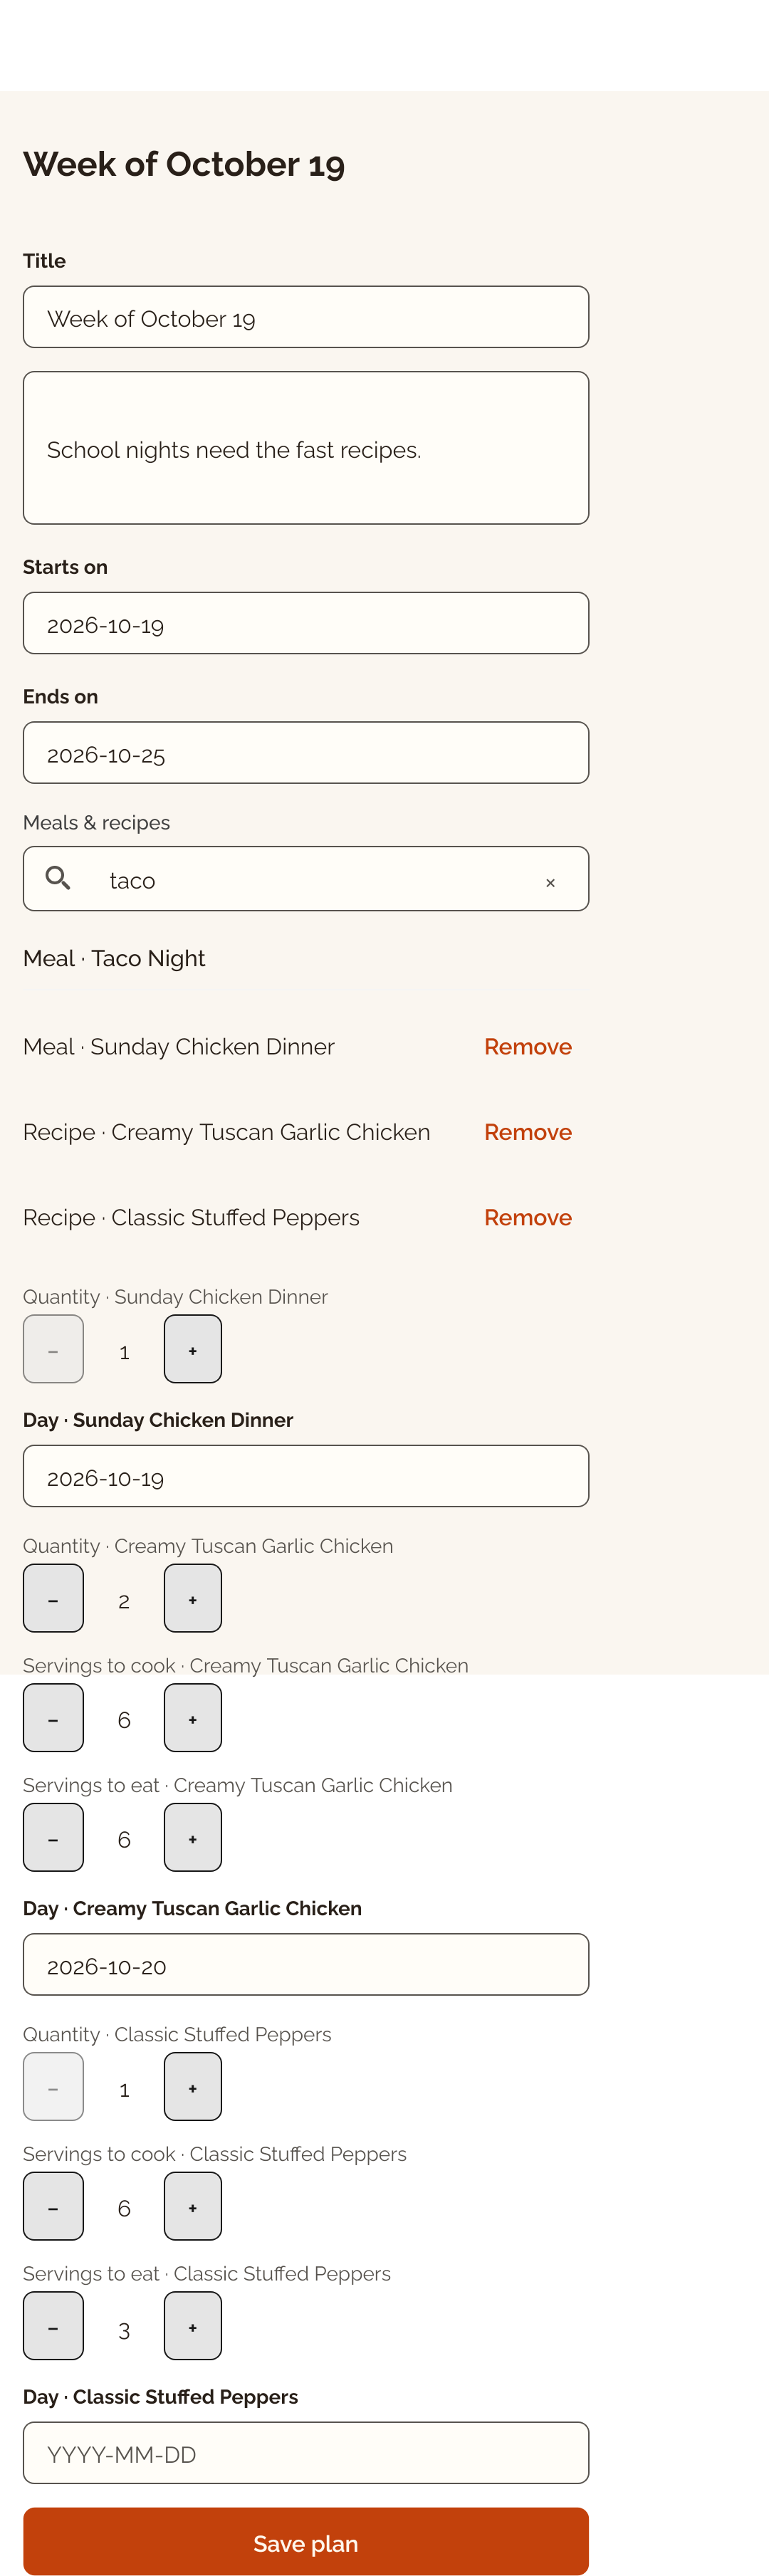 Week of October 19
Title
Week of October 19
School nights need the fast recipes.
Starts on
2026-10-19
Ends on
2026-10-25
Meals & recipes
taco ×
Meal · Taco Night
Meal · Sunday Chicken Dinner Remove
Recipe · Creamy Tuscan Garlic Chicken Remove
Recipe · Classic Stuffed Peppers Remove
Quantity · Sunday Chicken Dinner
− 1 +
Day · Sunday Chicken Dinner
2026-10-19
Quantity · Creamy Tuscan Garlic Chicken
− 2 +
Servings to cook · Creamy Tuscan Garlic Chicken
− 6 +
Servings to eat · Creamy Tuscan Garlic Chicken
− 6 +
Day · Creamy Tuscan Garlic Chicken
2026-10-20
Quantity · Classic Stuffed Peppers
− 1 +
Servings to cook · Classic Stuffed Peppers
− 6 +
Servings to eat · Classic Stuffed Peppers
− 3 +
Day · Classic Stuffed Peppers
YYYY-MM-DD
Save plan